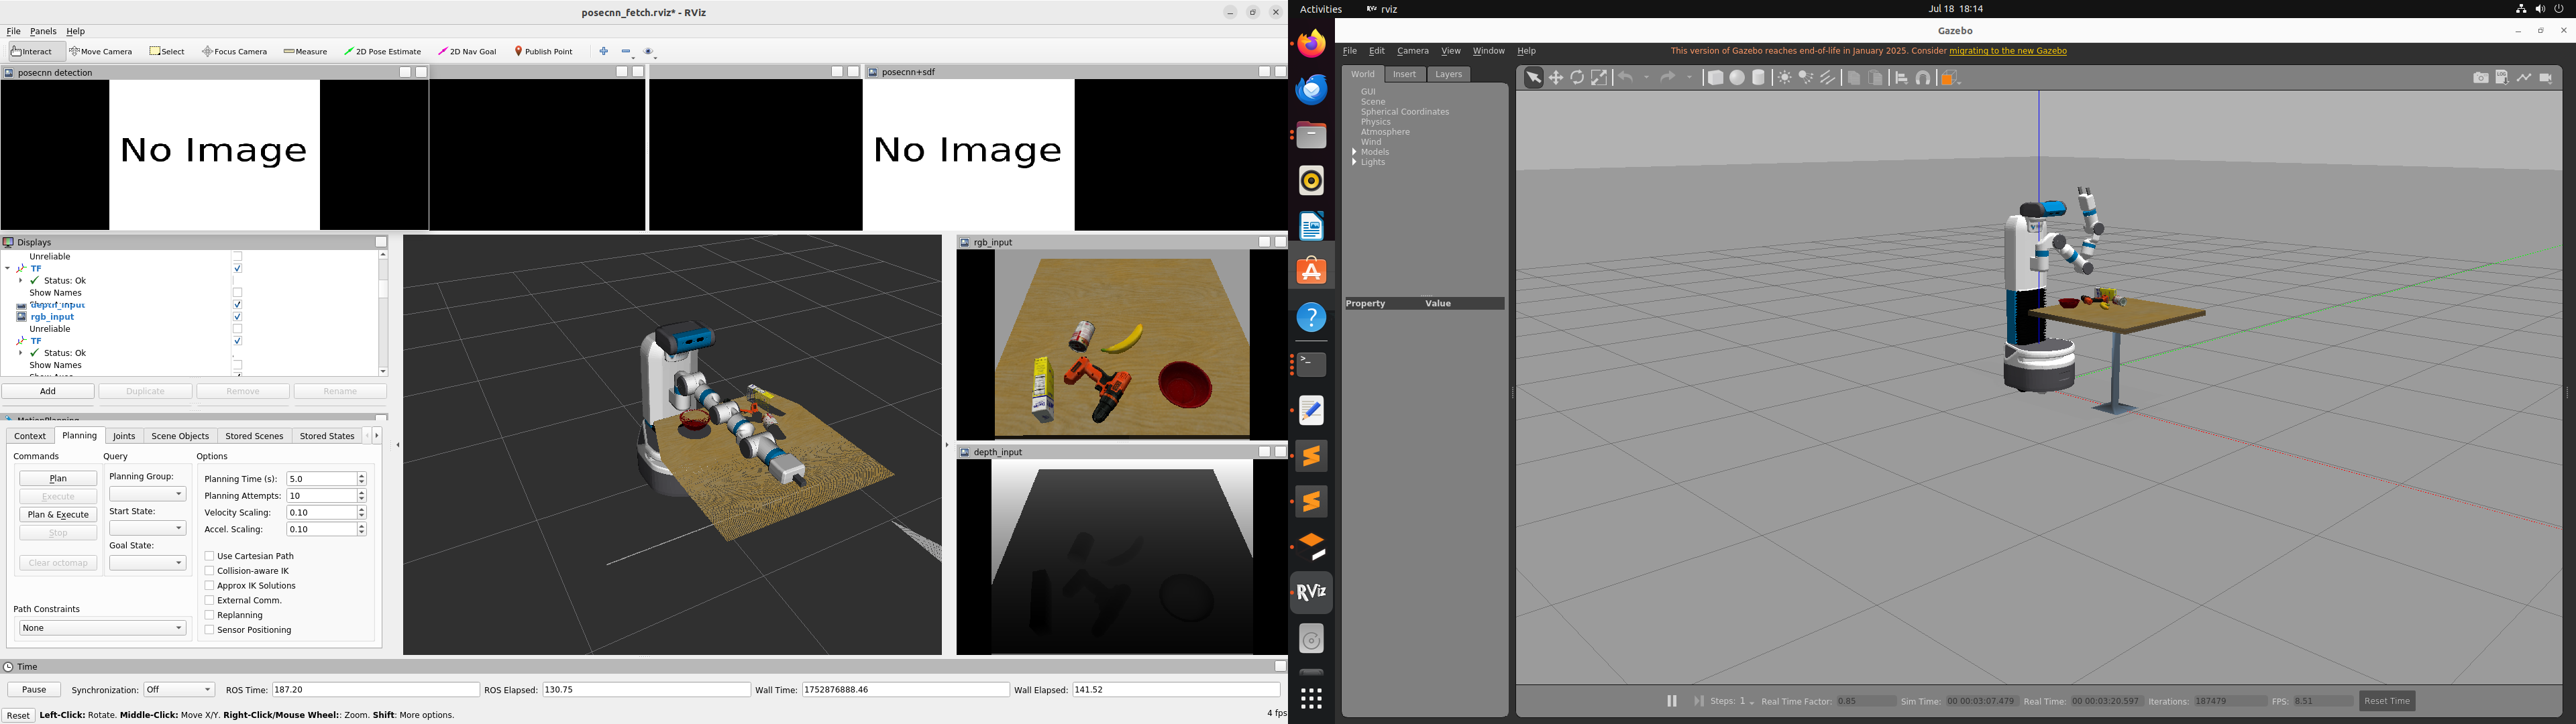 posecnn_fetch.rviz* - RViz
File Panels Help
Interact Move Camera Select Focus Camera Measure 2D Pose Estimate 2D Nav Goal Publish Point
posecnn detection
No Image
posecnn+sdf
No Image
Displays
Unreliable
TF
Status: Ok
Show Names
depth_input
rgb_input
Unreliable
TF
Status: Ok
Show Names
Add Duplicate Remove Rename
MotionPlanning
Context Planning Joints Scene Objects Stored Scenes Stored States
Commands Query Options
Plan
Execute
Plan & Execute
Stop
Clear octomap
Planning Group:
Start State:
Goal State:
Planning Time (s): 5.0
Planning Attempts: 10
Velocity Scaling: 0.10
Accel. Scaling: 0.10
Use Cartesian Path
Collision-aware IK
Approx IK Solutions
External Comm.
Replanning
Sensor Positioning
Path Constraints
None
rgb_input
depth_input
Time
Pause Synchronization: Off ROS Time: 187.20 ROS Elapsed: 130.75 Wall Time: 1752876888.46 Wall Elapsed: 141.52
Reset Left-Click: Rotate. Middle-Click: Move X/Y. Right-Click/Mouse Wheel: Zoom. Shift: More options. 4 fps
Activities RViz rviz Jul 18 18:14
RViz
Gazebo
File Edit Camera View Window Help This version of Gazebo reaches end-of-life in January 2025. Consider migrating to the new Gazebo
World Insert Layers
GUI
Scene
Spherical Coordinates
Physics
Atmosphere
Wind
Models
Lights
Property Value
Steps: 1 Real Time Factor: 0.85 Sim Time: 00 00:03:07.479 Real Time: 00 00:03:20.597 Iterations: 187479 FPS: 8.51 Reset Time